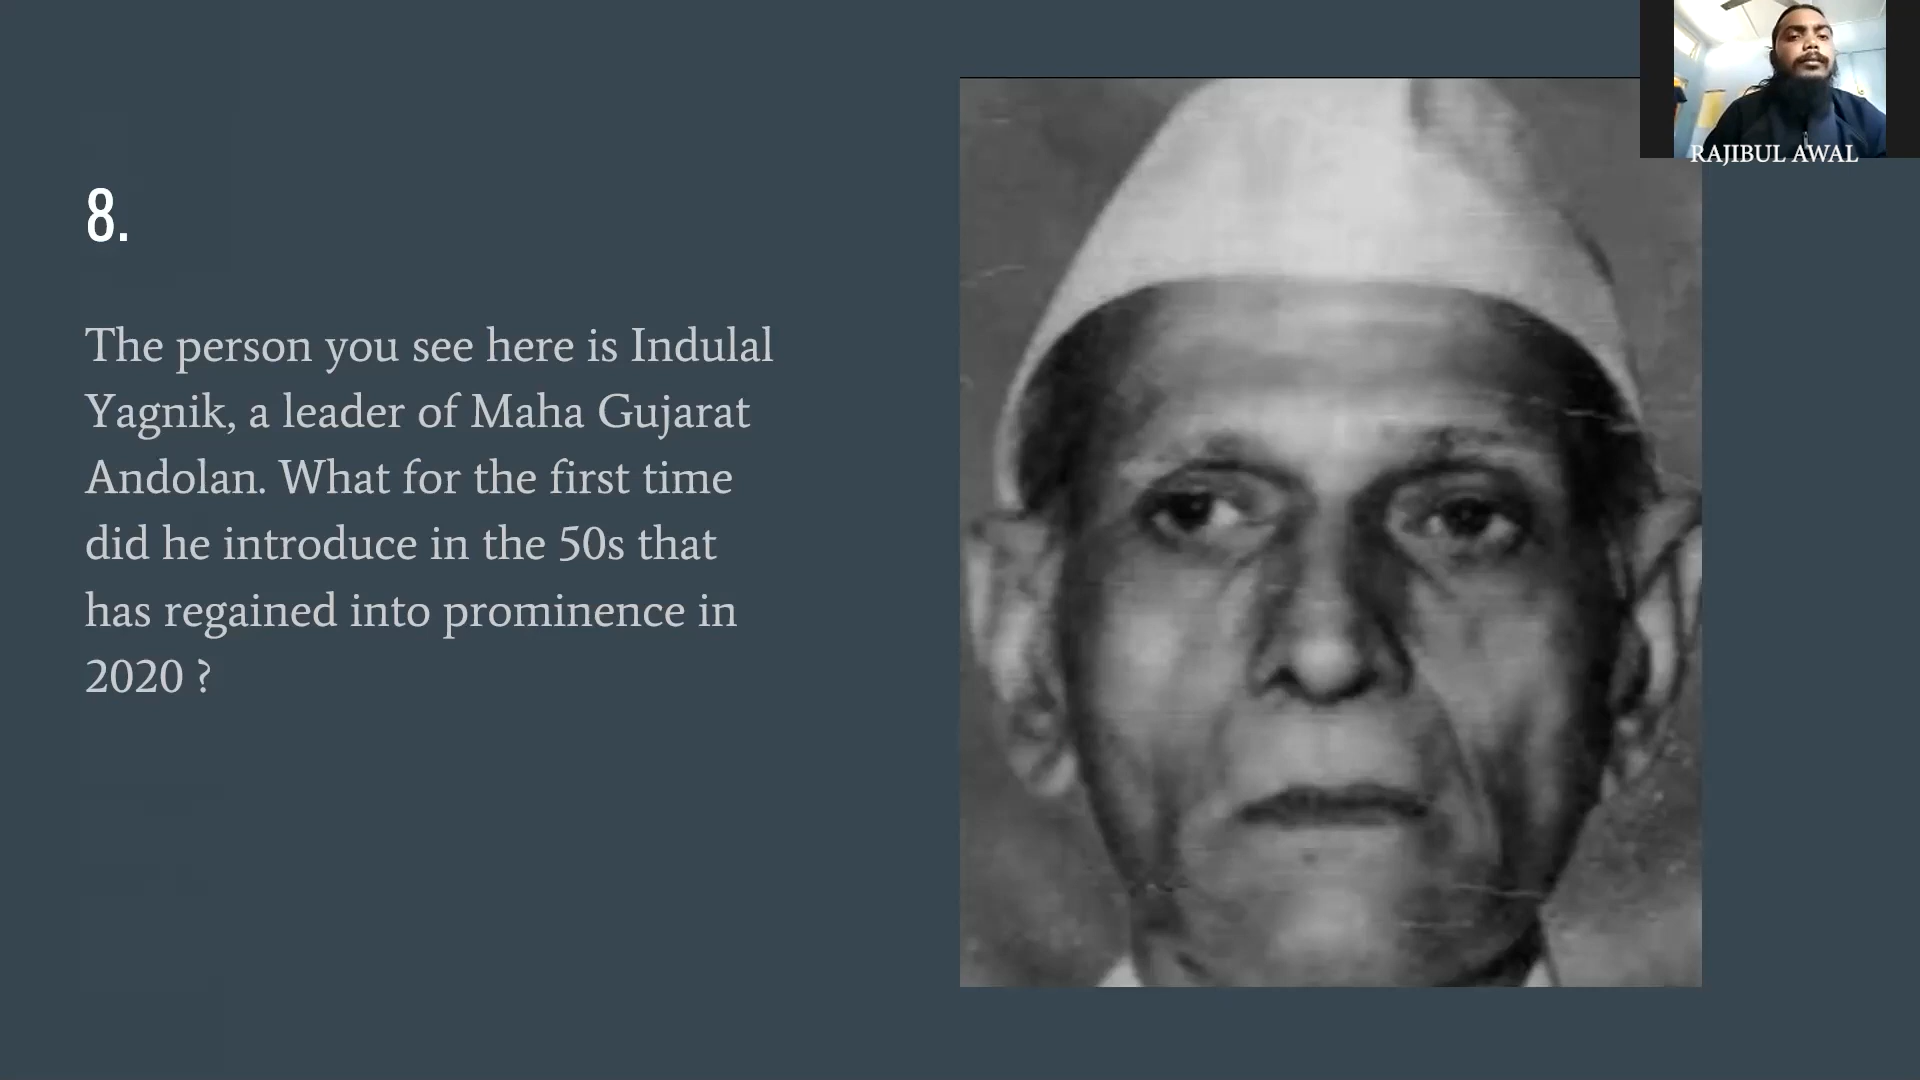 8.
The person you see here is Indulal
Yagnik, a leader of Maha Gujarat
Andolan. What for the first time
did he introduce in the 50s that
has regained into prominence in
2020 ?
RAJIBUL AWAL